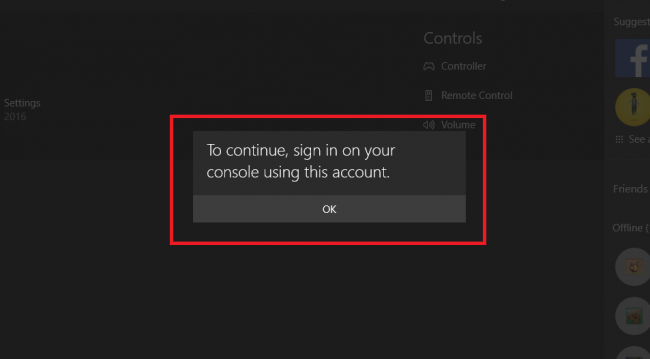 Controls
Suggest
Controller
Settings
2016
Remote Control
Volume
See a
To continue, sign in on your
console using this account.
OK
Friends
Offline (